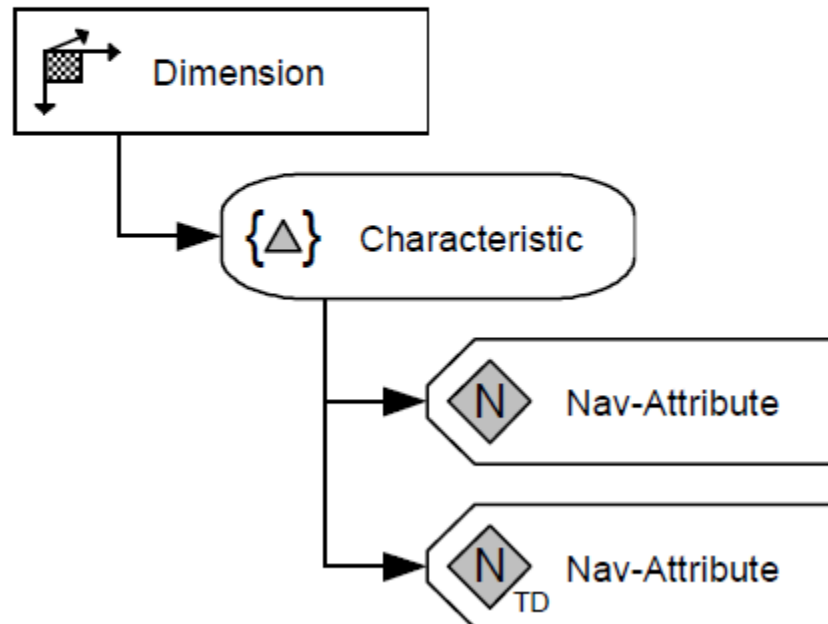 Dimension
{ } Characteristic
N Nav-Attribute
N Nav-Attribute
TD